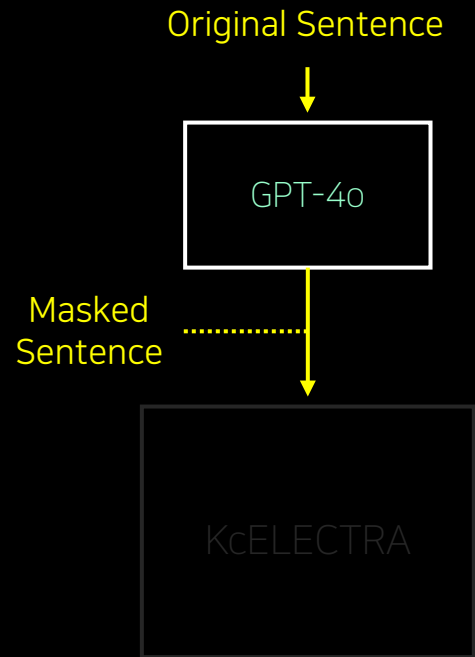 Original Sentence
GPT-4o
Masked
Sentence
KcELECTRA